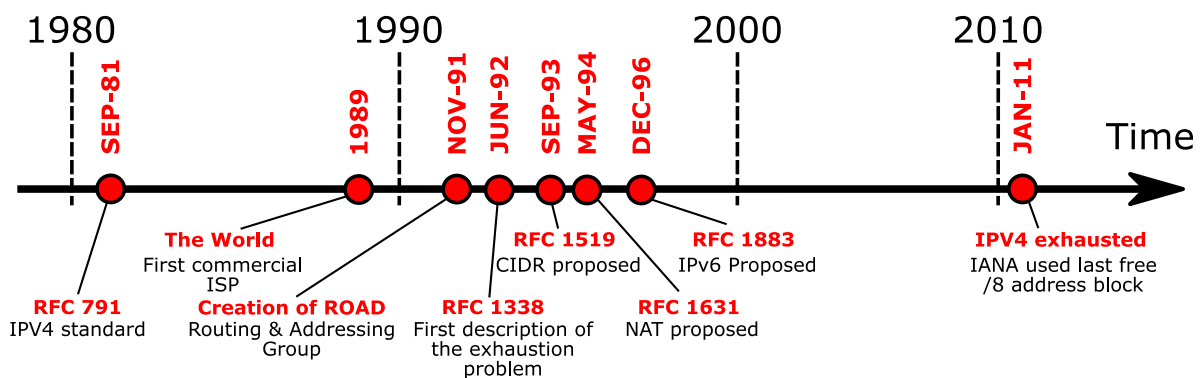 1980
1990
2000
2010
SEP-81
1989
NOV-91
JUN-92
SEP-93
MAY-94
DEC-96
JAN-11
Time
The World
First commercial
ISP
RFC 1519
CIDR proposed
RFC 1883
IPv6 Proposed
IPV4 exhausted
IANA used last free
/8 address block
RFC 791
IPV4 standard
Creation of ROAD
Routing & Addressing
Group
RFC 1338
First description of
the exhaustion
problem
RFC 1631
NAT proposed